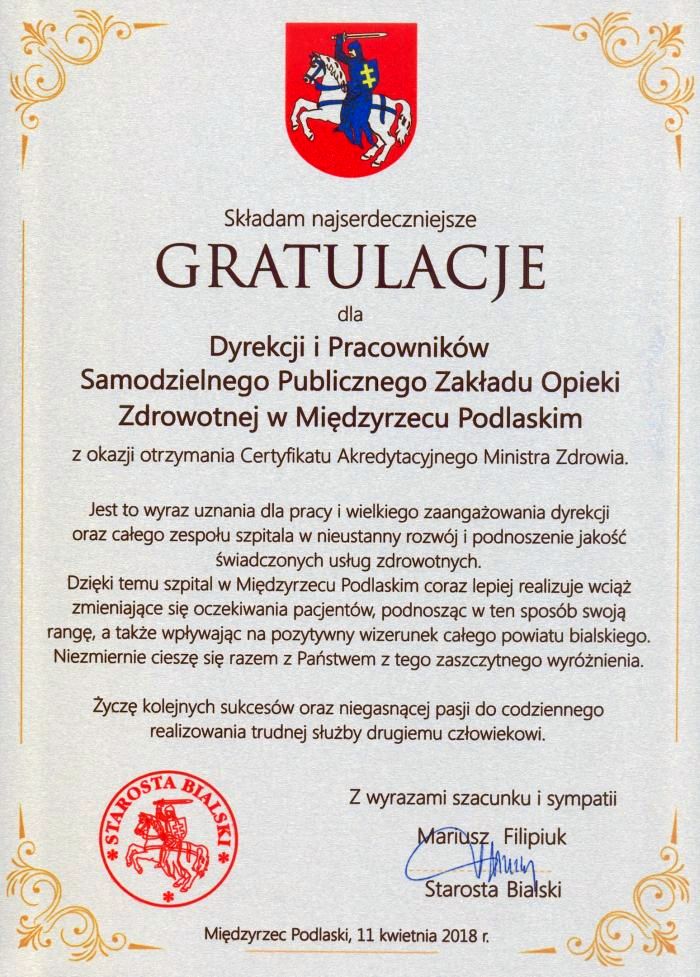 Składam najserdeczniejsze
GRATULACJE
dla
Dyrekcji i Pracowników
Samodzielnego Publicznego Zakładu Opieki
Zdrowotnej w Międzyrzecu Podlaskim
z okazji otrzymania Certyfikatu Akredytacyjnego Ministra Zdrowia.
Jest to wyraz uznania dla pracy i wielkiego zaangażowania dyrekcji
oraz całego zespołu szpitala w nieustanny rozwój i podnoszenie jakość
świadczonych usług zdrowotnych.
Dzięki temu szpital w Międzyrzecu Podlaskim coraz lepiej realizuje wciąż
zmieniające się oczekiwania pacjentów, podnosząc w ten sposób swoją
rangę, a także wpływając na pozytywny wizerunek całego powiatu bialskiego.
Niezmiernie cieszę się razem z Państwem z tego zaszczytnego wyróżnienia.
Życzę kolejnych sukcesów oraz niegasnącej pasji do codziennego
realizowania trudnej służby drugiemu człowiekowi.
STAROSTA BIALSKI
Z wyrazami szacunku i sympatii
Mariusz Filipiuk
Starosta Bialski
Międzyrzec Podlaski, 11 kwietnia 2018 r.